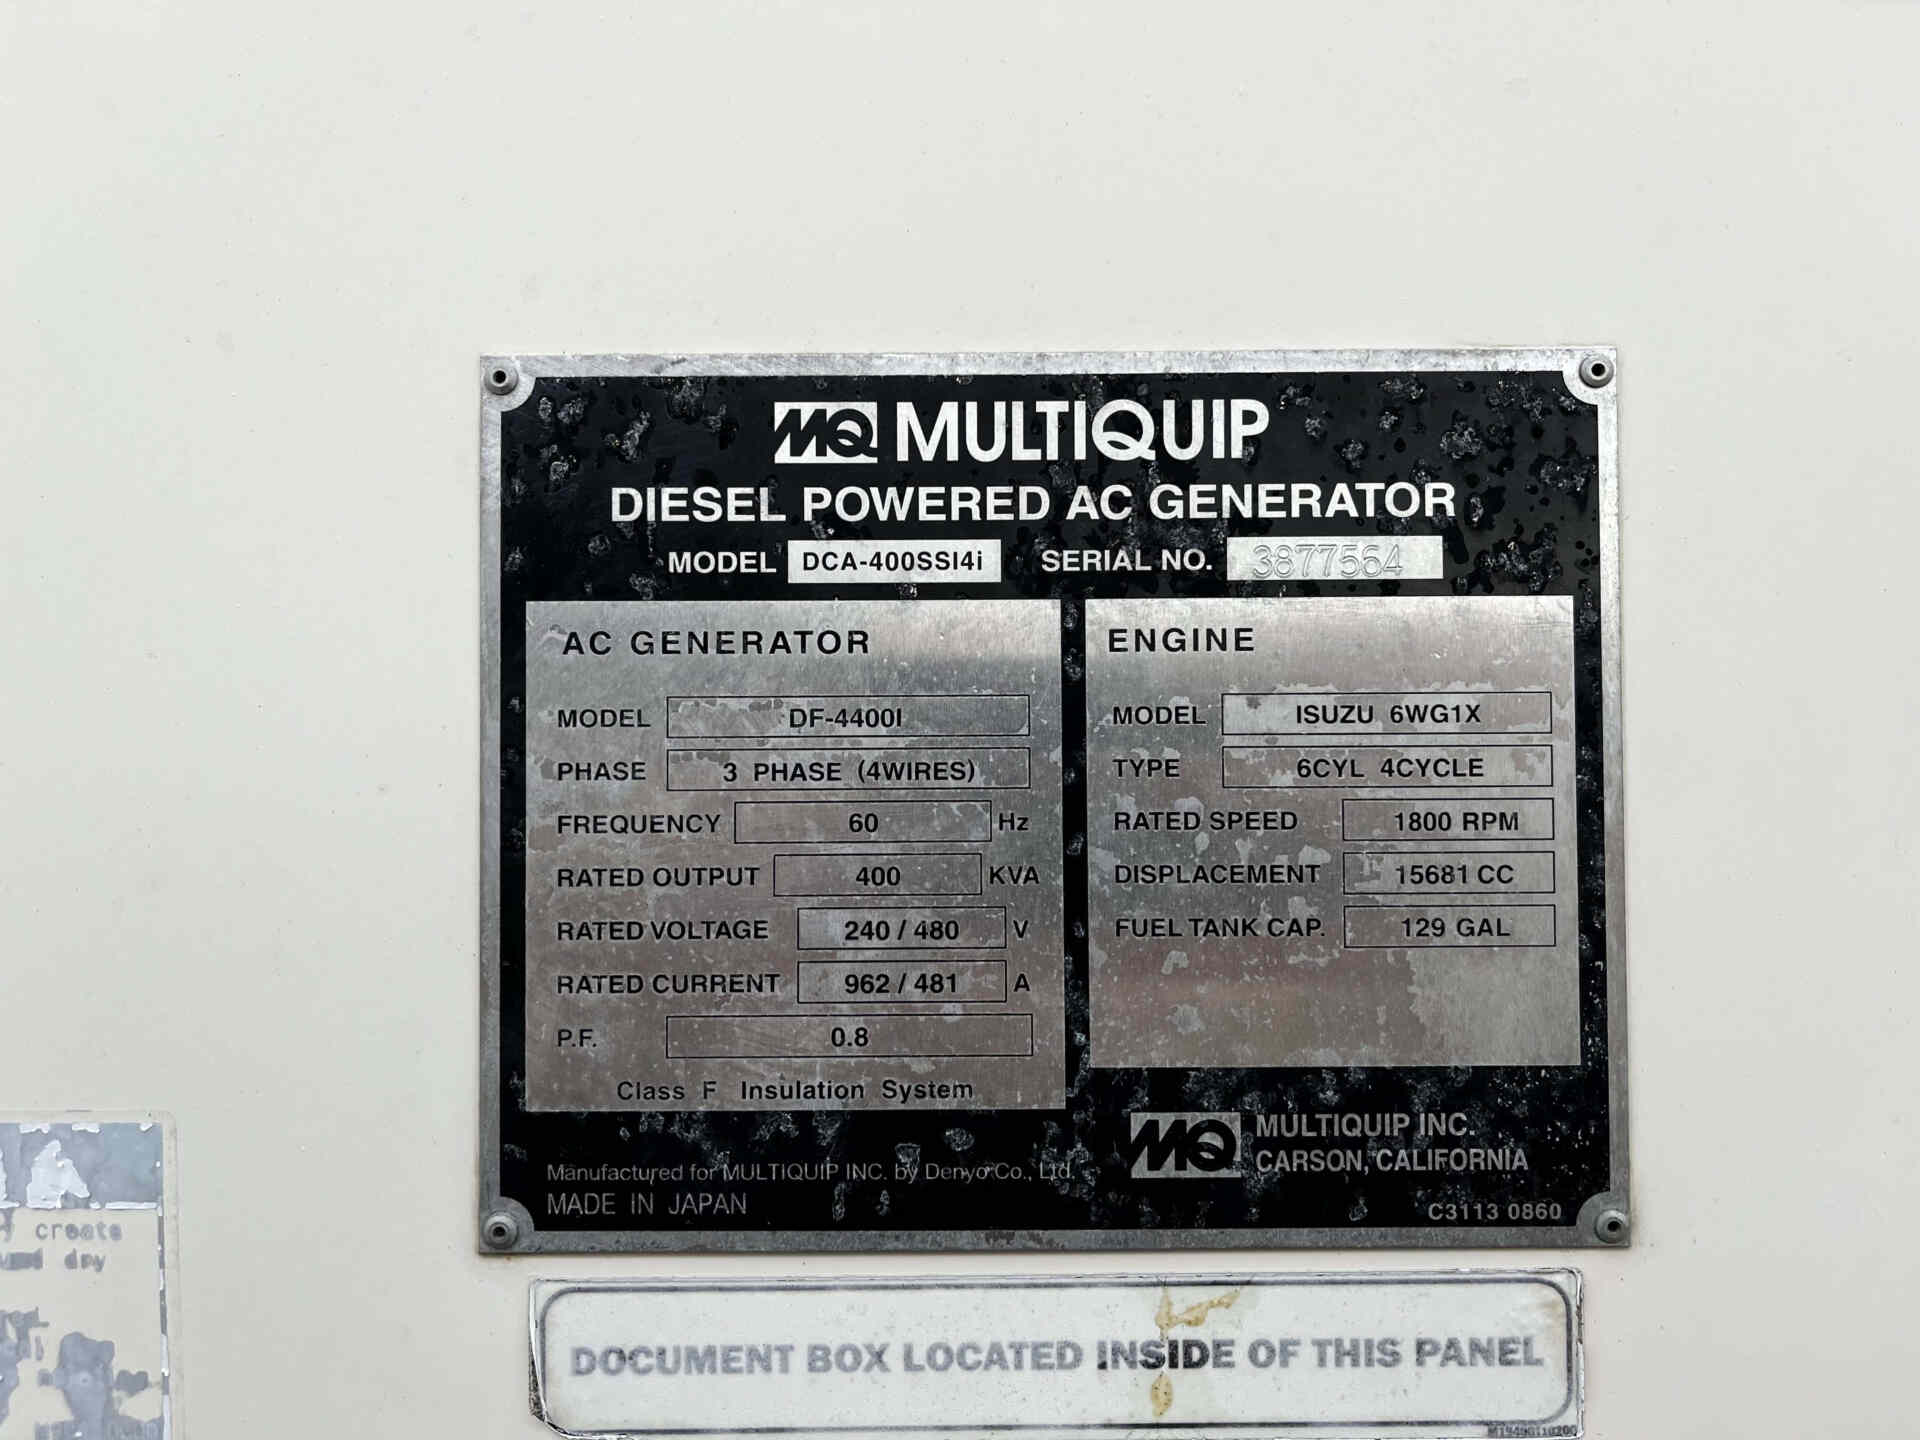 MQ MULTIQUIP
DIESEL POWERED AC GENERATOR
MODEL DCA-400SSI4i SERIAL NO. 3877564
AC GENERATOR
MODEL DF-4400I
PHASE 3 PHASE (4WIRES)
FREQUENCY 60 Hz
RATED OUTPUT 400 KVA
RATED VOLTAGE 240 / 480 V
RATED CURRENT 962 / 481 A
P.F. 0.8
Class F Insulation System
ENGINE
MODEL ISUZU 6WG1X
TYPE 6CYL 4CYCLE
RATED SPEED 1800 RPM
DISPLACEMENT 15681 CC
FUEL TANK CAP. 129 GAL
Manufactured for MULTIQUIP INC. by Denyo Co., Ltd.
MADE IN JAPAN
MQ MULTIQUIP INC.
CARSON, CALIFORNIA
C3113 0860
create
dry
DOCUMENT BOX LOCATED INSIDE OF THIS PANEL